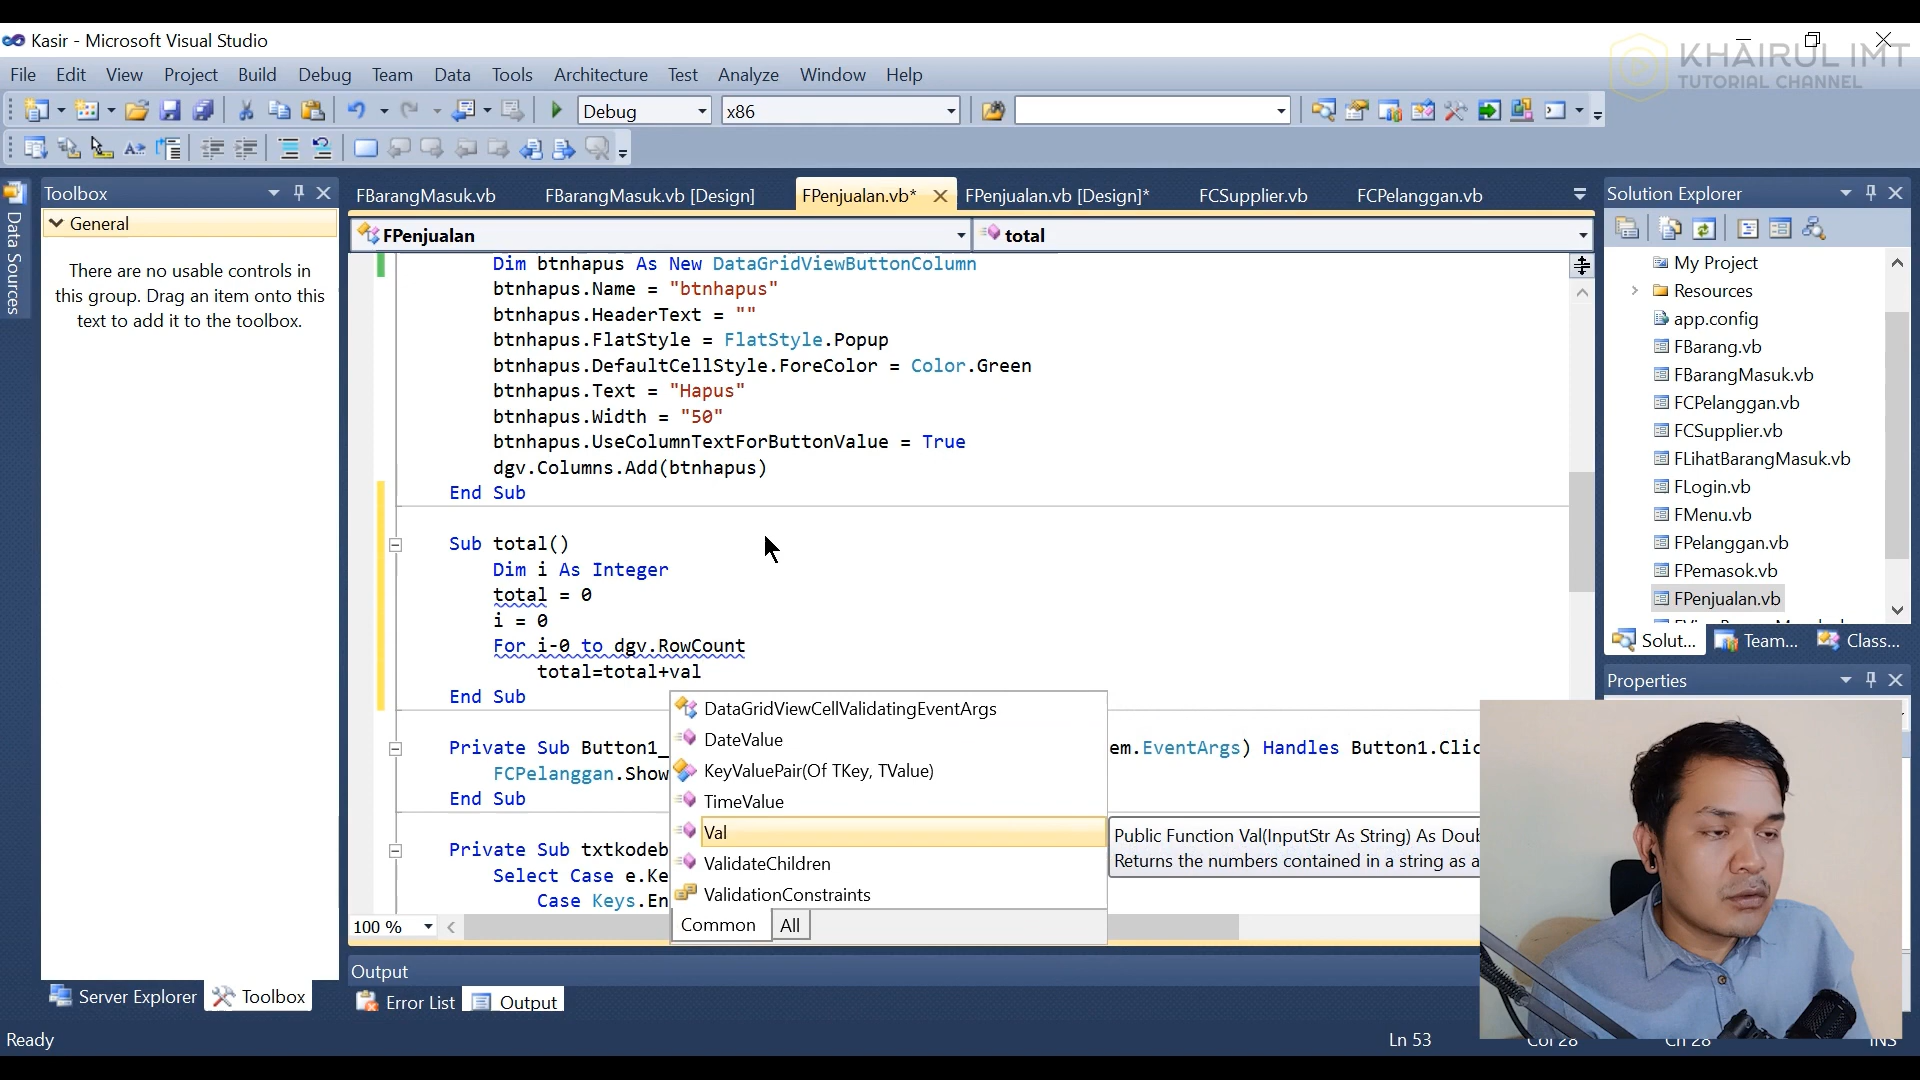 Kasir - Microsoft Visual Studio
KHAIRUL IMT
TUTORIAL CHANNEL
File Edit View Project Build Debug Team Data Tools Architecture Test Analyze Window Help
Debug x86
Data Sources
Toolbox
General
There are no usable controls in
this group. Drag an item onto this
text to add it to the toolbox.
Server Explorer Toolbox
FBarangMasuk.vb FBarangMasuk.vb [Design] FPenjualan.vb* FPenjualan.vb [Design]* FCSupplier.vb FCPelanggan.vb
FPenjualan total
Dim btnhapus As New DataGridViewButtonColumn
btnhapus.Name = "btnhapus"
btnhapus.HeaderText = ""
btnhapus.FlatStyle = FlatStyle.Popup
btnhapus.DefaultCellStyle.ForeColor = Color.Green
btnhapus.Text = "Hapus"
btnhapus.Width = "50"
btnhapus.UseColumnTextForButtonValue = True
dgv.Columns.Add(btnhapus)
End Sub
Sub total()
Dim i As Integer
total = 0
i = 0
For i-0 to dgv.RowCount
total=total+val
End Sub
Private Sub Button1_ em.EventArgs) Handles Button1.Clic
FCPelanggan.Show
End Sub
Private Sub txtkodeb
Select Case e.Ke
Case Keys.En
DataGridViewCellValidatingEventArgs
DateValue
KeyValuePair(Of TKey, TValue)
TimeValue
Val
ValidateChildren
ValidationConstraints
Common All
Public Function Val(InputStr As String) As Doub
Returns the numbers contained in a string as a
100 %
Output
Error List Output
Solution Explorer
My Project
Resources
app.config
FBarang.vb
FBarangMasuk.vb
FCPelanggan.vb
FCSupplier.vb
FLihatBarangMasuk.vb
FLogin.vb
FMenu.vb
FPelanggan.vb
FPemasok.vb
FPenjualan.vb
Solut... Team... Class...
Properties
Ready Ln 53 Col 28 Ch 28 INS